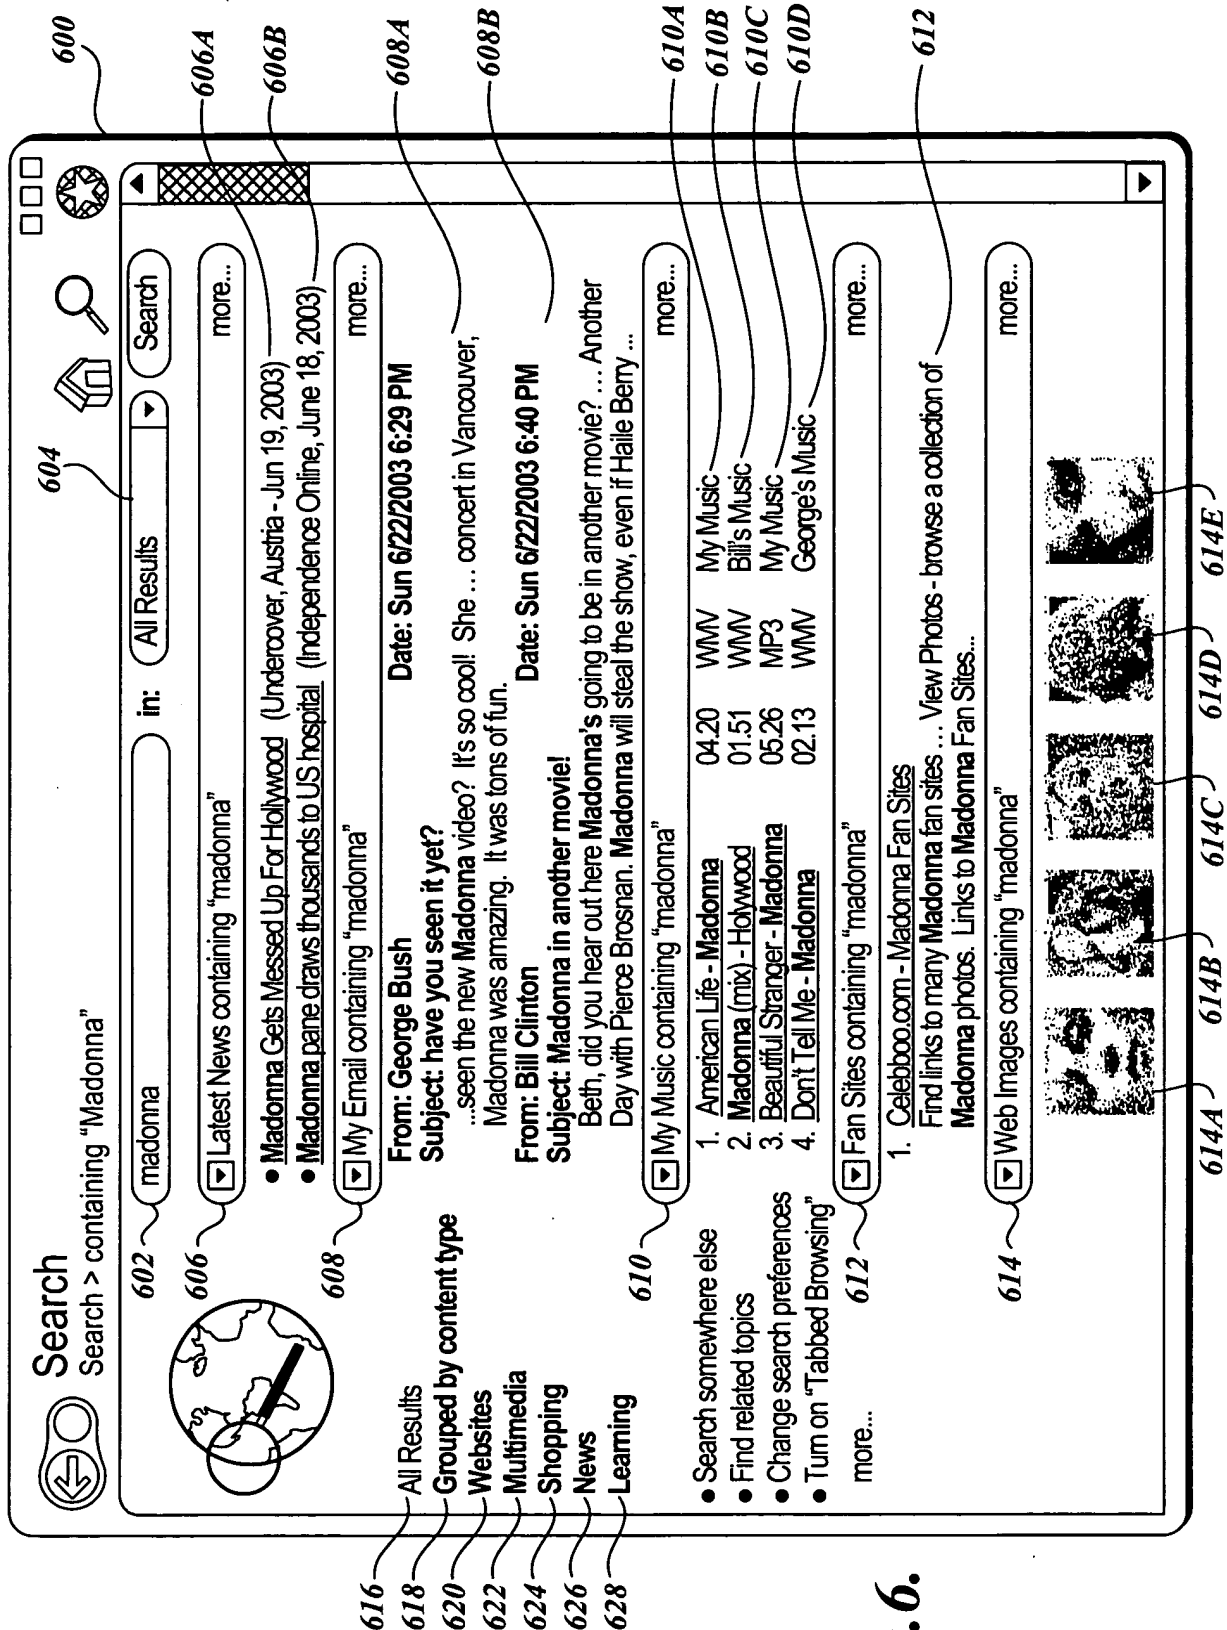 600
Search
Search > containing "Madonna"
604
602
madonna
in:
All Results
Search
606
Latest News containing "madonna"
more...
• Madonna Gets Messed Up For Hollywood (Undercover, Austria - Jun 19, 2003)
606A
• Madonna pane draws thousands to US hospital (Independence Online, June 18, 2003)
606B
608
My Email containing "madonna"
more...
From: George Bush
Date: Sun 6/22/2003 6:29 PM
Subject: have you seen it yet?
...seen the new Madonna video? It's so cool! She ... concert in Vancouver,
608A
Madonna was amazing. It was tons of fun.
From: Bill Clinton
Date: Sun 6/22/2003 6:40 PM
608B
Subject: Madonna in another movie!
Beth, did you hear out here Madonna's going to be in another movie? ... Another
Day with Pierce Brosnan. Madonna will steal the show, even if Haile Berry ...
610
My Music containing "madonna"
more...
1. American Life - Madonna 04.20 WMV My Music
610A
2. Madonna (mix) - Holywood 01.51 WMV Bill's Music
610B
3. Beautiful Stranger - Madonna 05.26 MP3 My Music
610C
4. Don't Tell Me - Madonna 02.13 WMV George's Music
610D
612
Fan Sites containing "madonna"
more...
1. Celeboo.com - Madonna Fan Sites
Find links to many Madonna fan sites ... View Photos - browse a collection of
612
Madonna photos. Links to Madonna Fan Sites...
614
Web Images containing "madonna"
more...
614A
614B
614C
614D
614E
616
All Results
618
Grouped by content type
620
Websites
622
Multimedia
624
Shopping
626
News
628
Learning
• Search somewhere else
• Find related topics
• Change search preferences
• Turn on "Tabbed Browsing"
more...
.6.